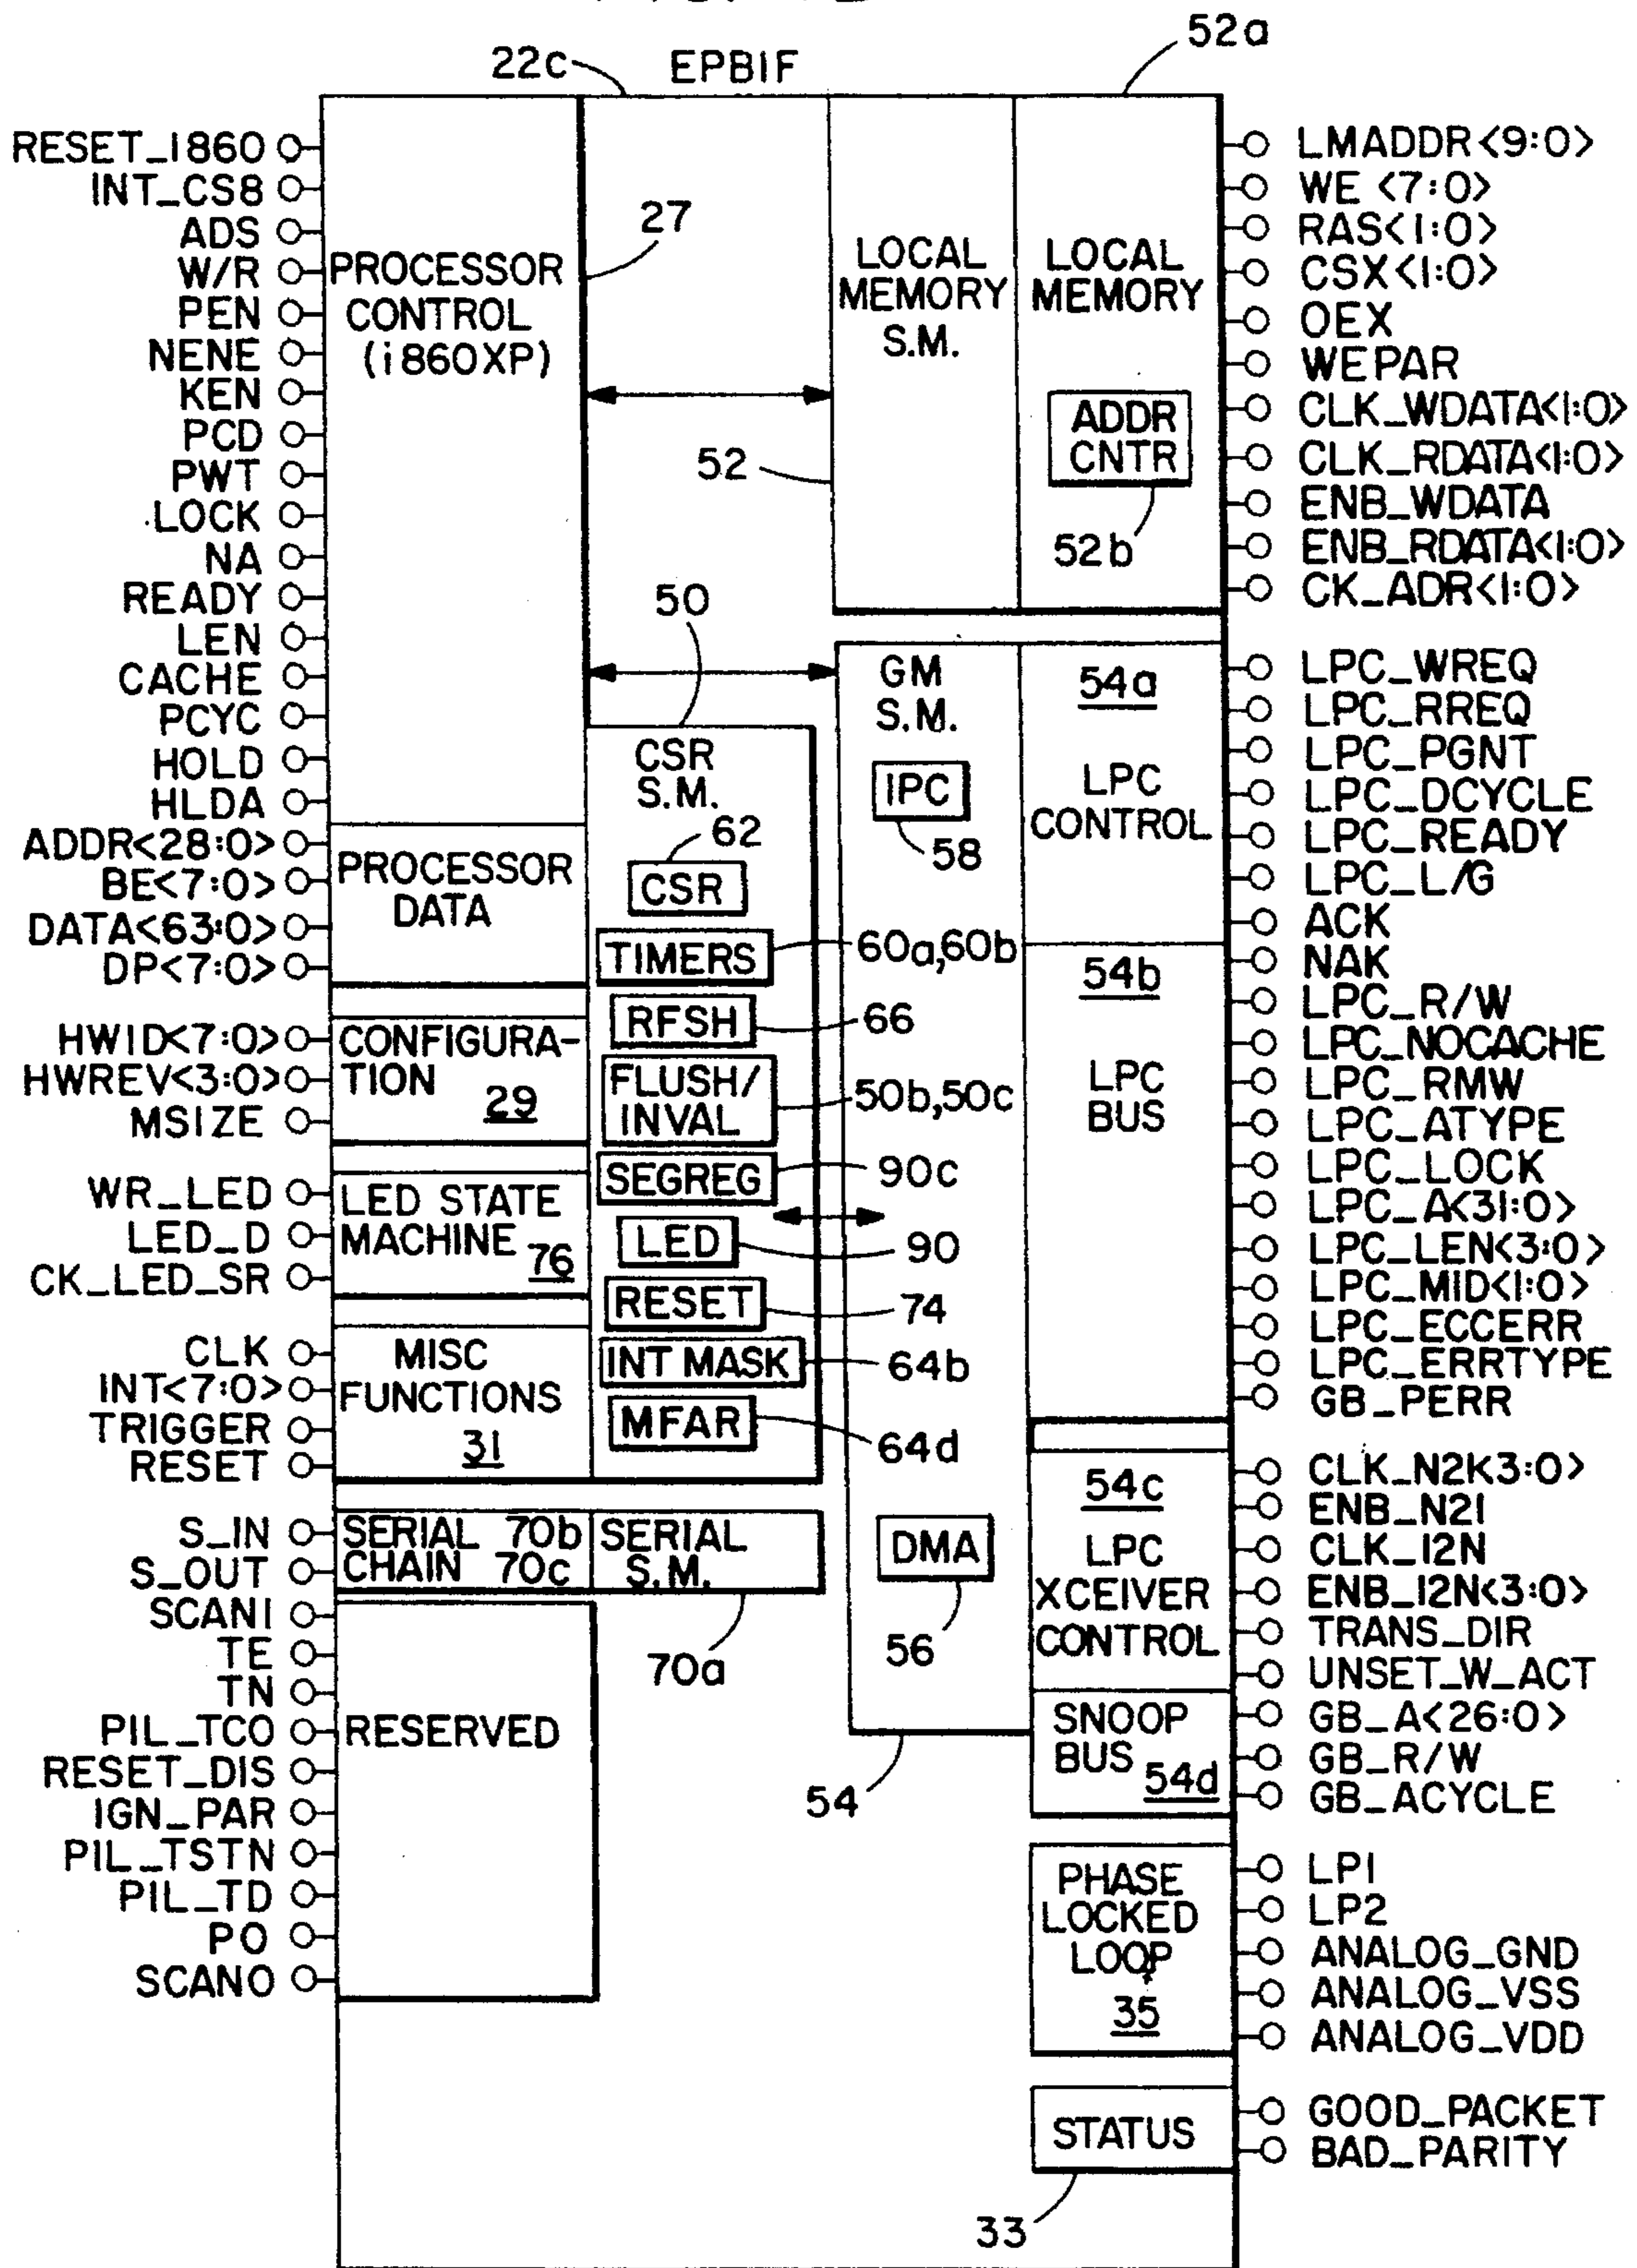 52a
22c
EPBIF
RESET_I860
INT_CS8
ADS
W/R
PEN
NENE
KEN
PCD
PWT
LOCK
NA
READY
LEN
CACHE
PCYC
HOLD
HLDA
ADDR<28:0>
BE<7:0>
DATA<63:0>
DP<7:0>
HWID<7:0>
HWREV<3:0>
MSIZE
WR_LED
LED_D
CK_LED_SR
CLK
INT<7:0>
TRIGGER
RESET
S_IN
S_OUT
SCANI
TE
TN
PIL_TCO
RESET_DIS
IGN_PAR
PIL_TSTN
PIL_TD
PO
SCANO
PROCESSOR
CONTROL
(i860XP)
27
PROCESSOR
DATA
CONFIGURA-
TION 29
LED STATE
MACHINE 76
MISC
FUNCTIONS
31
SERIAL 70b
CHAIN 70c
SERIAL
S.M.
70a
RESERVED
50
CSR
S.M.
62
CSR
TIMERS
60a,60b
RFSH
66
FLUSH/
INVAL
50b,50c
SEGREG
90c
LED
90
RESET
74
INT MASK
64b
MFAR
64d
LOCAL
MEMORY
S.M.
52
LOCAL
MEMORY
ADDR
CNTR
52b
GM
S.M.
IPC
58
DMA
56
54
54a
LPC
CONTROL
54b
LPC
BUS
54c
LPC
XCEIVER
CONTROL
SNOOP
BUS 54d
PHASE
LOCKED
LOOP
35
STATUS
33
LMADDR<9:0>
WE <7:0>
RAS<1:0>
CSX<1:0>
OEX
WEPAR
CLK_WDATA<1:0>
CLK_RDATA<1:0>
ENB_WDATA
ENB_RDATA<1:0>
CK_ADR<1:0>
LPC_WREQ
LPC_RREQ
LPC_PGNT
LPC_DCYCLE
LPC_READY
LPC_L/G
ACK
NAK
LPC_R/W
LPC_NOCACHE
LPC_RMW
LPC_ATYPE
LPC_LOCK
LPC_A<31:0>
LPC_LEN<3:0>
LPC_MID<1:0>
LPC_ECCERR
LPC_ERRTYPE
GB_PERR
CLK_N2K3:0>
ENB_N2I
CLK_I2N
ENB_I2N<3:0>
TRANS_DIR
UNSET_W_ACT
GB_A<26:0>
GB_R/W
GB_ACYCLE
LP1
LP2
ANALOG_GND
ANALOG_VSS
ANALOG_VDD
GOOD_PACKET
BAD_PARITY